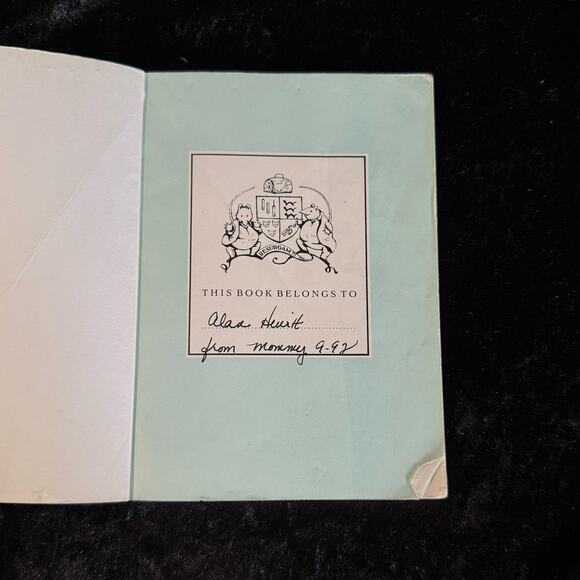 RESURGAM
THIS BOOK BELONGS TO
Alan Hewitt
from Mommy 9-92